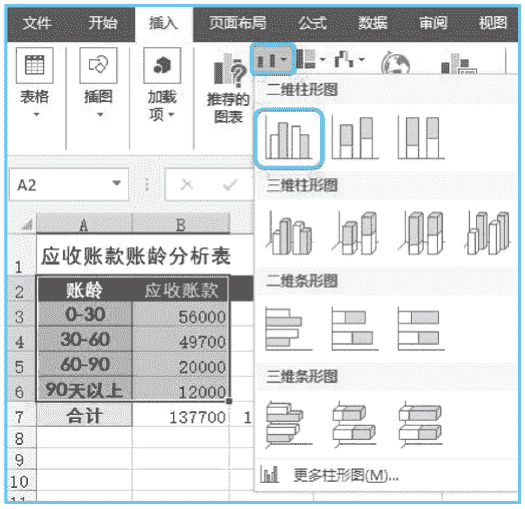 文件 开始 插入 页面布局 公式 数据 审阅 视图
表格 插图 加载项 推荐的图表
二维柱形图
三维柱形图
二维条形图
三维条形图
更多柱形图(M)...
A2
A B
1 应收账款账龄分析表
2 账龄 应收账款
3 0-30 56000
4 30-60 49700
5 60-90 20000
6 90天以上 12000
7 合计 137700 1
8
9
10